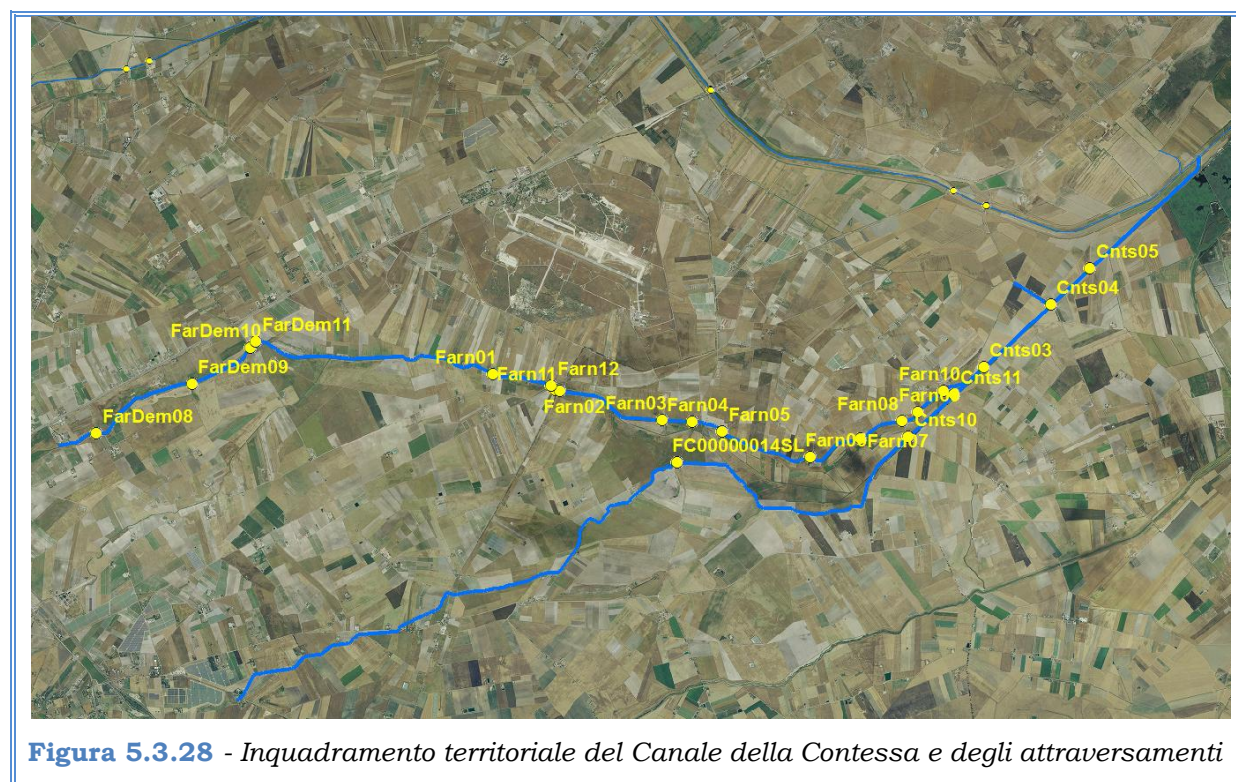 Cnts05
Cnts04
FarDem10
FarDem11
Cnts03
Farn01
FarDem09
Farn11
Farn12
Farn10
Cnts11
Farn02
Farn03
Farn04
Farn08
Cnts10
FarDem08
Farn05
FC00000014SL
Farn07
Figura 5.3.28 - Inquadramento territoriale del Canale della Contessa e degli attraversamenti